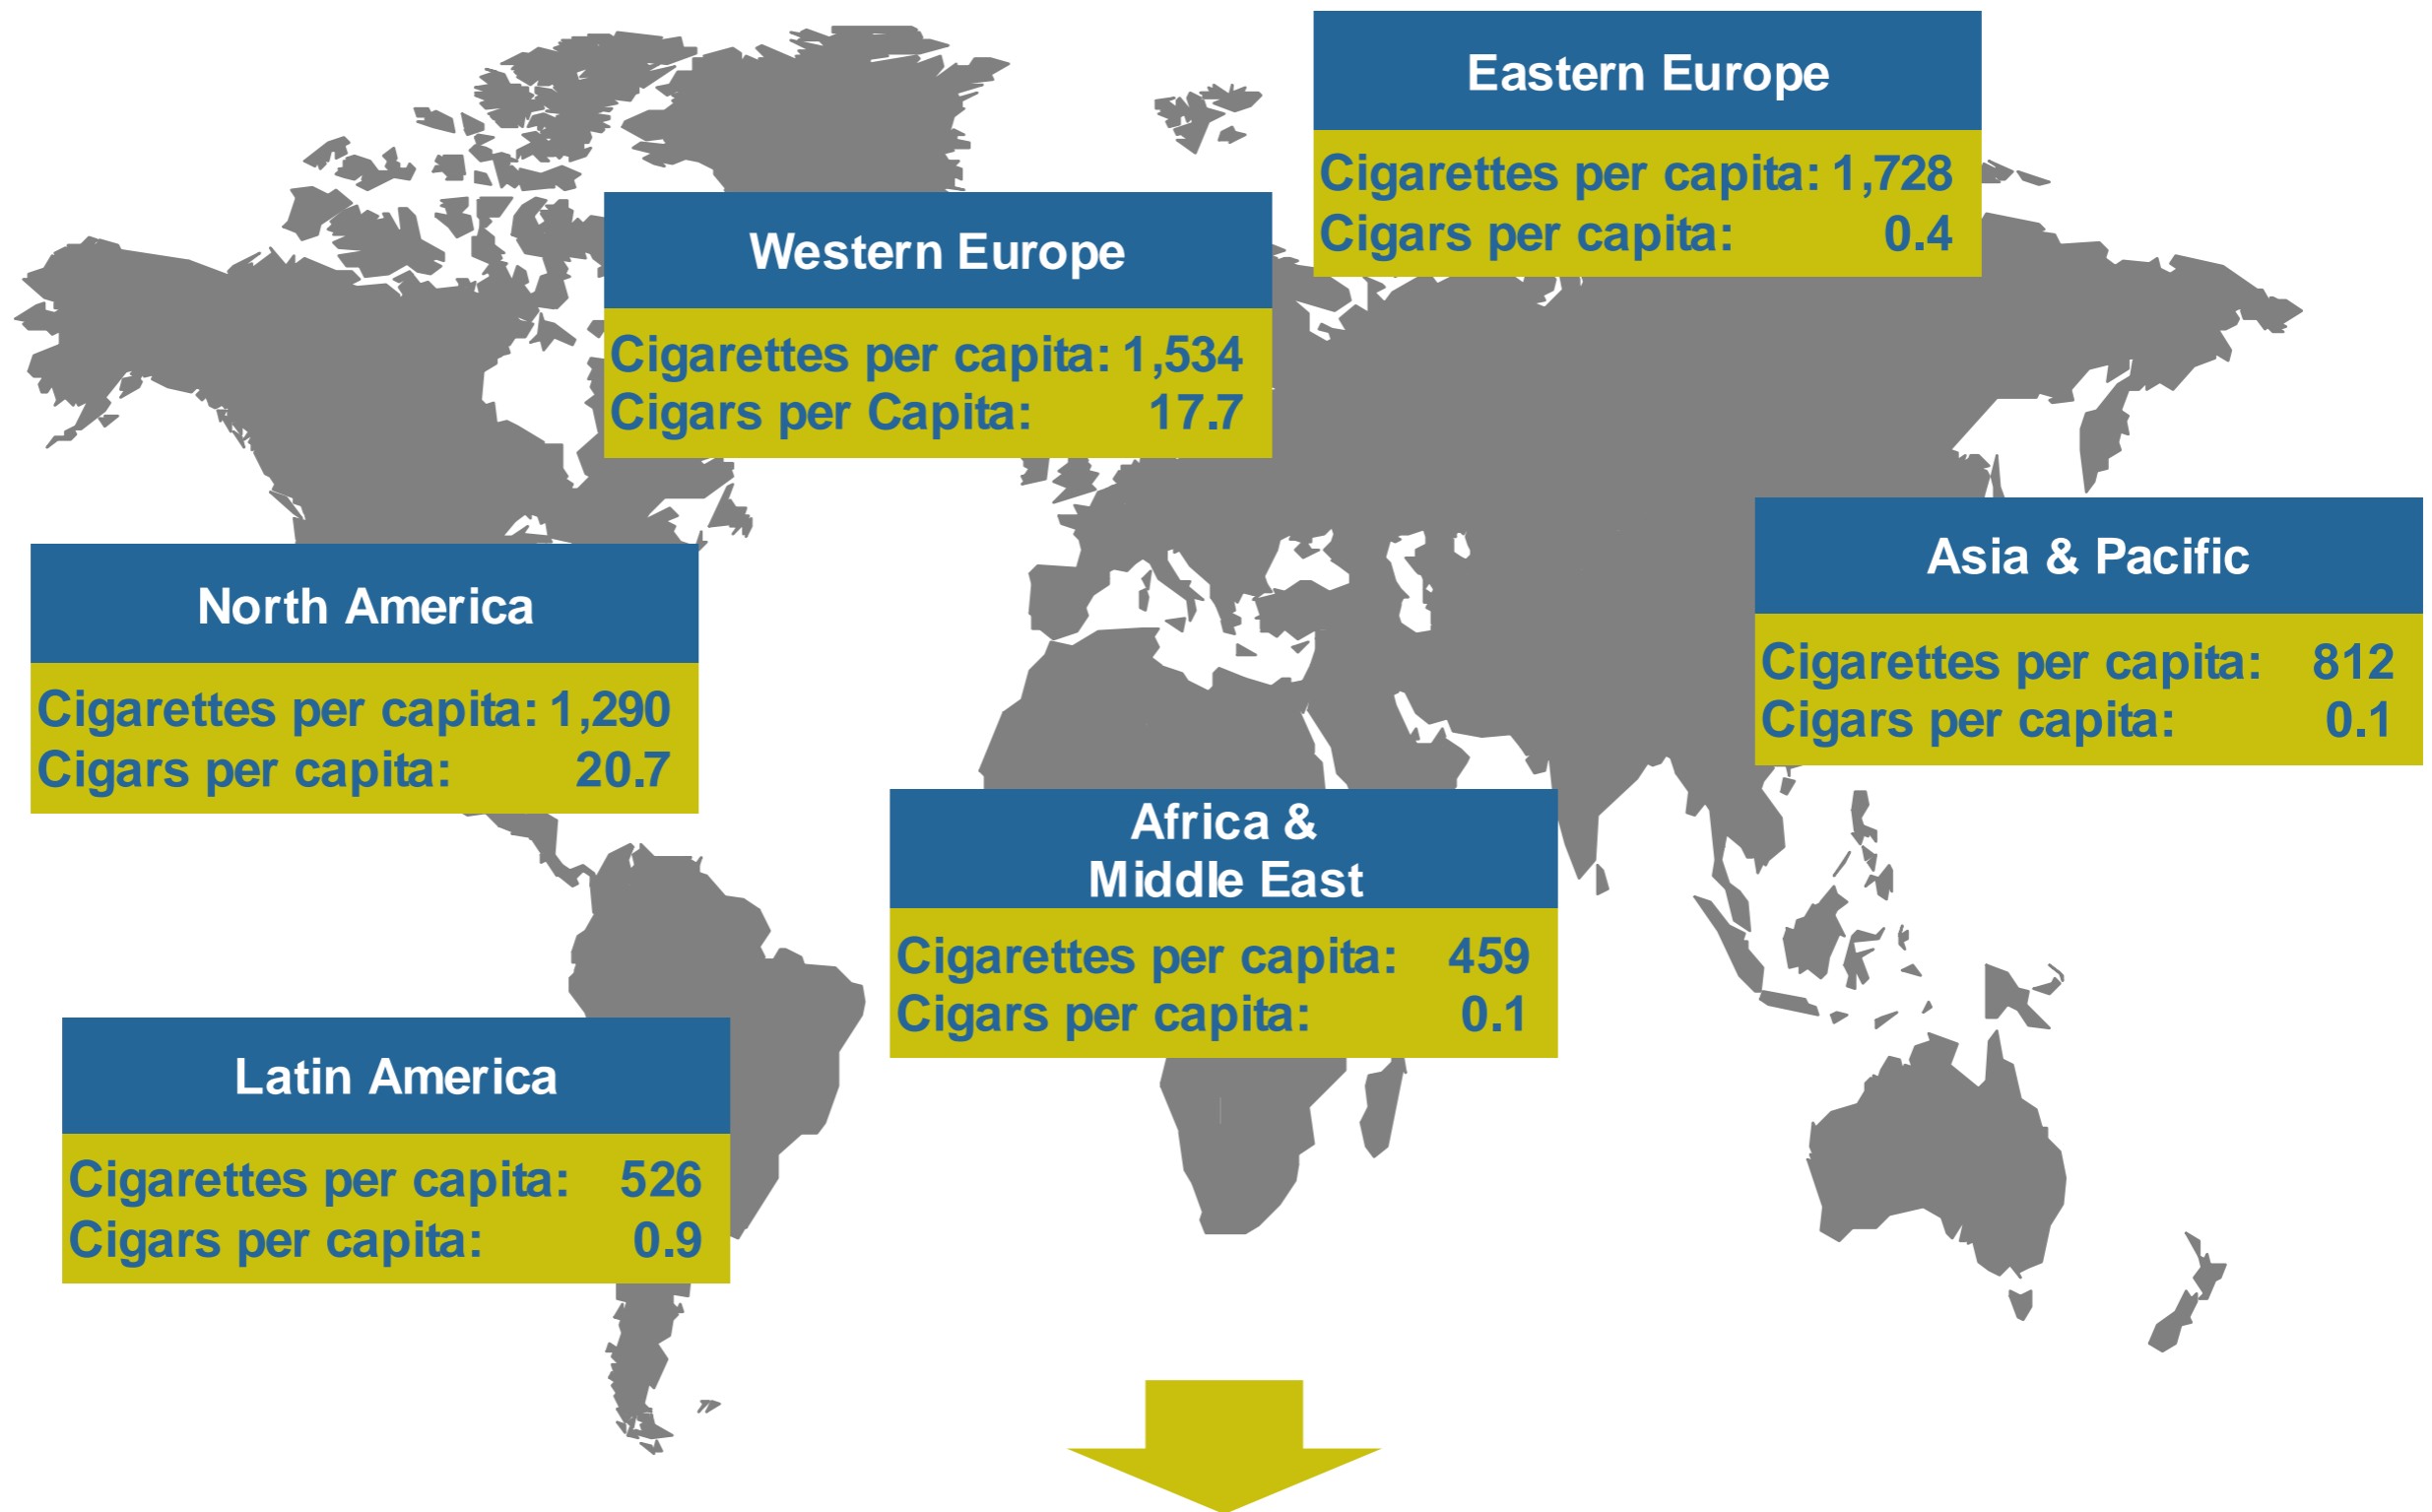 Eastern Europe
Cigarettes per capita: 1,728
Cigars per capita: 0.4
Western Europe
Cigarettes per capita: 1,534
Cigars per Capita: 17.7
Asia & Pacific
Cigarettes per capita: 812
Cigars per capita: 0.1
North America
Cigarettes per capita: 1,290
Cigars per capita: 20.7
Africa &
Middle East
Cigarettes per capita: 459
Cigars per capita: 0.1
Latin America
Cigarettes per capita: 526
Cigars per capita: 0.9